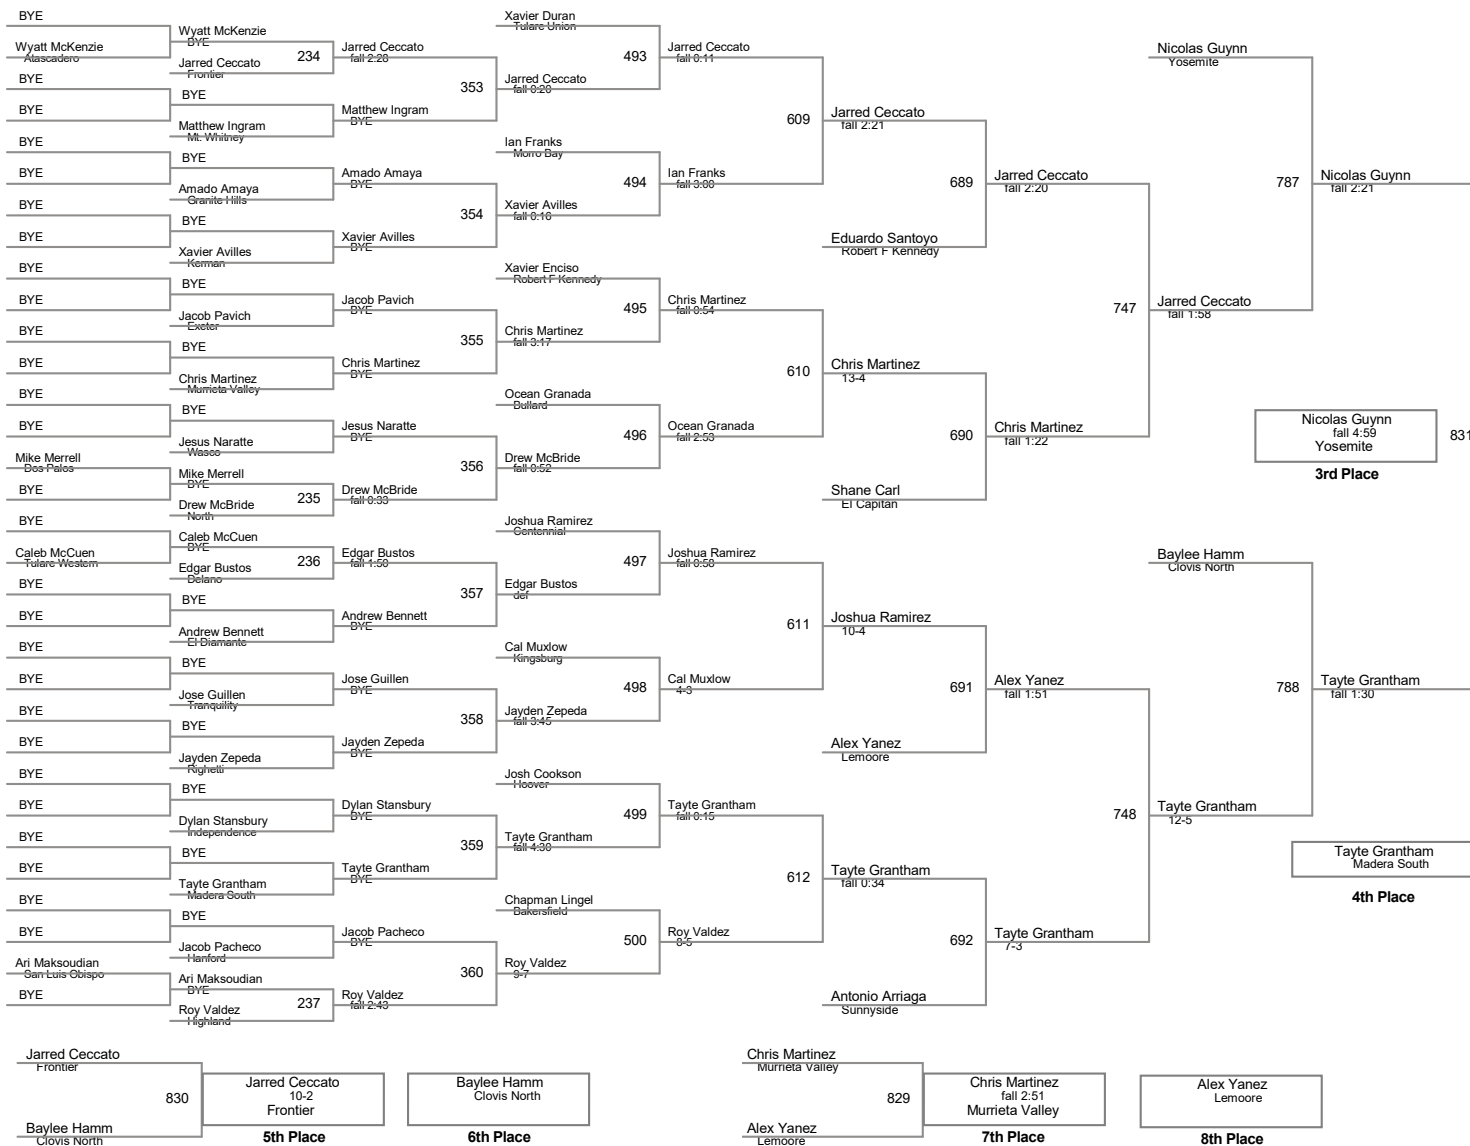 BYE
Wyatt McKenzie
Atascadero
BYE
BYE
BYE
BYE
BYE
BYE
BYE
BYE
BYE
BYE
BYE
BYE
Mike Merrell
Dos Palos
BYE
BYE
Caleb McCuen
Tulare Western
BYE
BYE
BYE
BYE
BYE
BYE
BYE
BYE
BYE
BYE
BYE
BYE
Ari Maksoudian
San Luis Obispo
BYE
Wyatt McKenzie
BYE
234
Jarred Ceccato
Frontier
BYE
Matthew Ingram
Mt. Whitney
BYE
Amado Amaya
Granite Hills
BYE
Xavier Avilles
Kerman
BYE
Jacob Pavich
Exeter
BYE
Chris Martinez
Murrieta Valley
BYE
Jesus Naratte
Wasco
Mike Merrell
BYE
235
Drew McBride
North
Caleb McCuen
BYE
236
Edgar Bustos
Delano
BYE
Andrew Bennett
El Diamante
BYE
Jose Guillen
Tranquility
BYE
Jayden Zepeda
Righetti
BYE
Dylan Stansbury
Independence
BYE
Tayte Grantham
Madera South
BYE
Jacob Pacheco
Hanford
Ari Maksoudian
BYE
237
Roy Valdez
Highland
Jarred Ceccato
fall 2:28
353
Matthew Ingram
BYE
Amado Amaya
BYE
354
Xavier Avilles
BYE
Jacob Pavich
BYE
355
Chris Martinez
BYE
Jesus Naratte
BYE
356
Drew McBride
fall 0:33
Edgar Bustos
fall 1:50
357
Andrew Bennett
BYE
Jose Guillen
BYE
358
Jayden Zepeda
BYE
Dylan Stansbury
BYE
359
Tayte Grantham
BYE
Jacob Pacheco
BYE
360
Roy Valdez
fall 2:43
Xavier Duran
Tulare Union
493
Jarred Ceccato
fall 0:20
Ian Franks
Morro Bay
494
Xavier Avilles
fall 0:16
Xavier Enciso
Robert F Kennedy
495
Chris Martinez
fall 3:17
Ocean Granada
Bullard
496
Drew McBride
fall 0:52
Joshua Ramirez
Centennial
497
Edgar Bustos
def
Cal Muxlow
Kingsburg
498
Jayden Zepeda
fall 3:45
Josh Cookson
Hoover
499
Tayte Grantham
fall 4:30
Chapman Lingel
Bakersfield
500
Roy Valdez
9-7
Jarred Ceccato
fall 0:11
609
Ian Franks
fall 3:00
Chris Martinez
fall 0:54
610
Ocean Granada
fall 2:53
Joshua Ramirez
fall 0:58
611
Cal Muxlow
4-3
Tayte Grantham
fall 0:15
612
Roy Valdez
8-5
Jarred Ceccato
fall 2:21
689
Eduardo Santoyo
Robert F Kennedy
Chris Martinez
13-4
690
Shane Carl
El Capitan
Joshua Ramirez
10-4
691
Alex Yanez
Lemoore
Tayte Grantham
fall 0:34
692
Antonio Arriaga
Sunnyside
Jarred Ceccato
fall 2:20
747
Chris Martinez
fall 1:22
Alex Yanez
fall 1:51
748
Tayte Grantham
7-3
Nicolas Guynn
Yosemite
787
Jarred Ceccato
fall 1:58
Baylee Hamm
Clovis North
788
Tayte Grantham
12-5
Nicolas Guynn
fall 2:21
Nicolas Guynn
fall 4:59
Yosemite
831
3rd Place
Tayte Grantham
fall 1:30
Tayte Grantham
Madera South
4th Place
Jarred Ceccato
Frontier
830
Baylee Hamm
Clovis North
Jarred Ceccato
10-2
Frontier
5th Place
Baylee Hamm
Clovis North
6th Place
Chris Martinez
Murrieta Valley
829
Alex Yanez
Lemoore
Chris Martinez
fall 2:51
Murrieta Valley
7th Place
Alex Yanez
Lemoore
8th Place